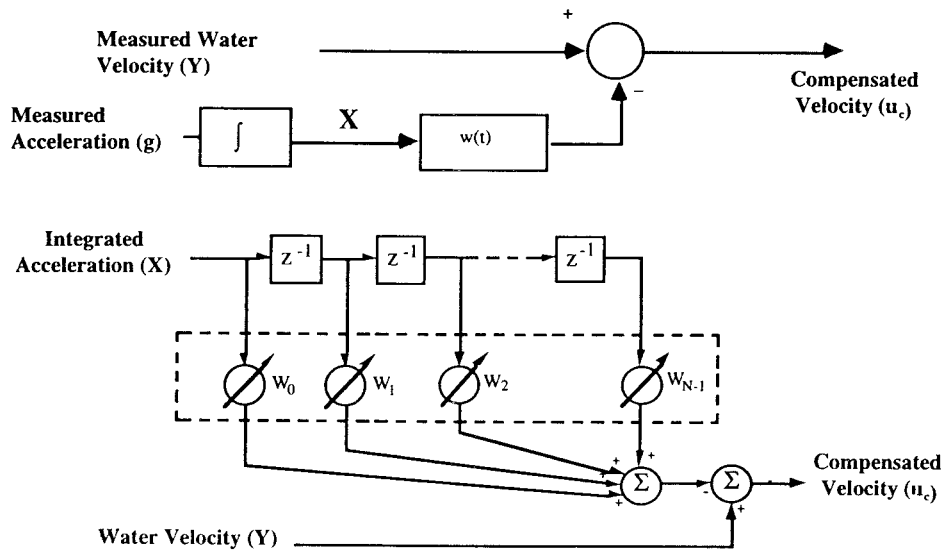 +
Measured Water
Velocity (Y)
Compensated
Velocity (u_c)
−
Measured
Acceleration (g)
∫
X
w(t)
Integrated
Acceleration (X)
z⁻¹
z⁻¹
z⁻¹
W₀
W₁
W₂
W_{N-1}
+
+
+
+
Σ
-
Σ
+
Compensated
Velocity (u_c)
Water Velocity (Y)